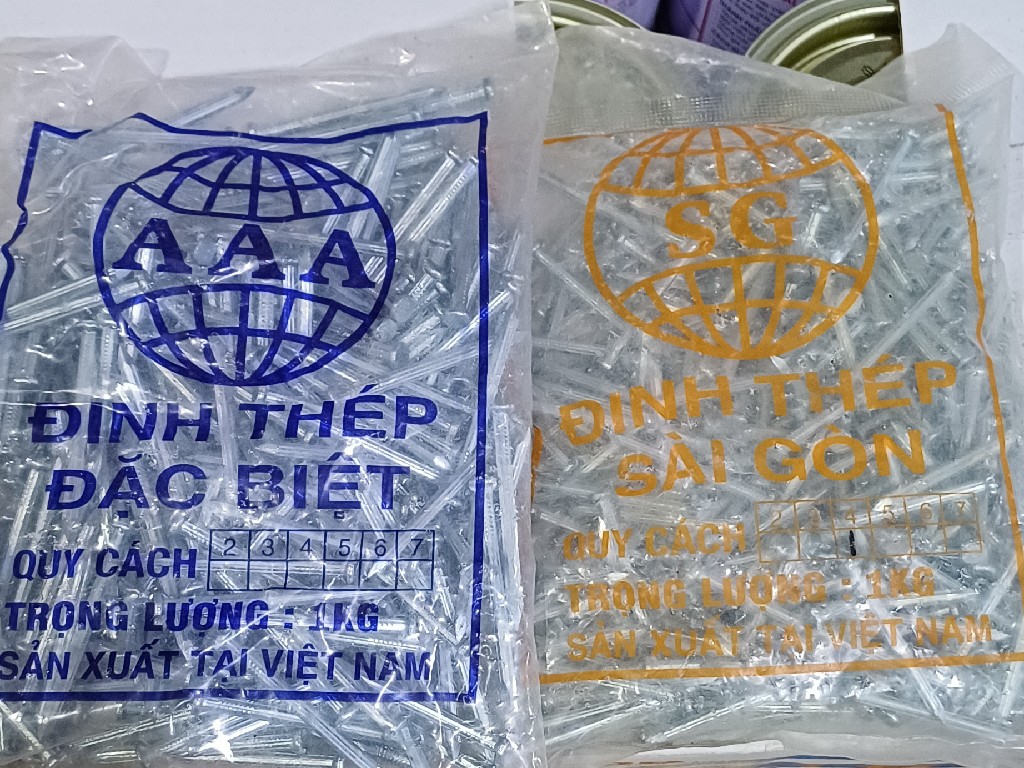 AAA
ĐINH THÉP
ĐẶC BIỆT
QUY CÁCH 2 3 4 5 6 7
TRỌNG LƯỢNG : 1KG
SẢN XUẤT TẠI VIỆT NAM
SG
ĐINH THÉP
SÀI GÒN
QUY CÁCH 2 3 4 5 6 7
TRỌNG LƯỢNG : 1KG
SẢN XUẤT TẠI VIỆT NAM